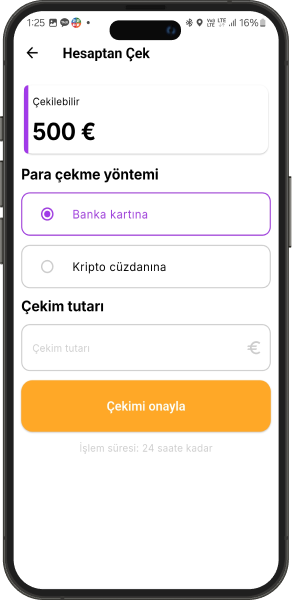 1:25
16%
Hesaptan Çek
Çekilebilir
500 €
Para çekme yöntemi
Banka kartına
Kripto cüzdanına
Çekim tutarı
Çekim tutarı €
Çekimi onayla
İşlem süresi: 24 saate kadar